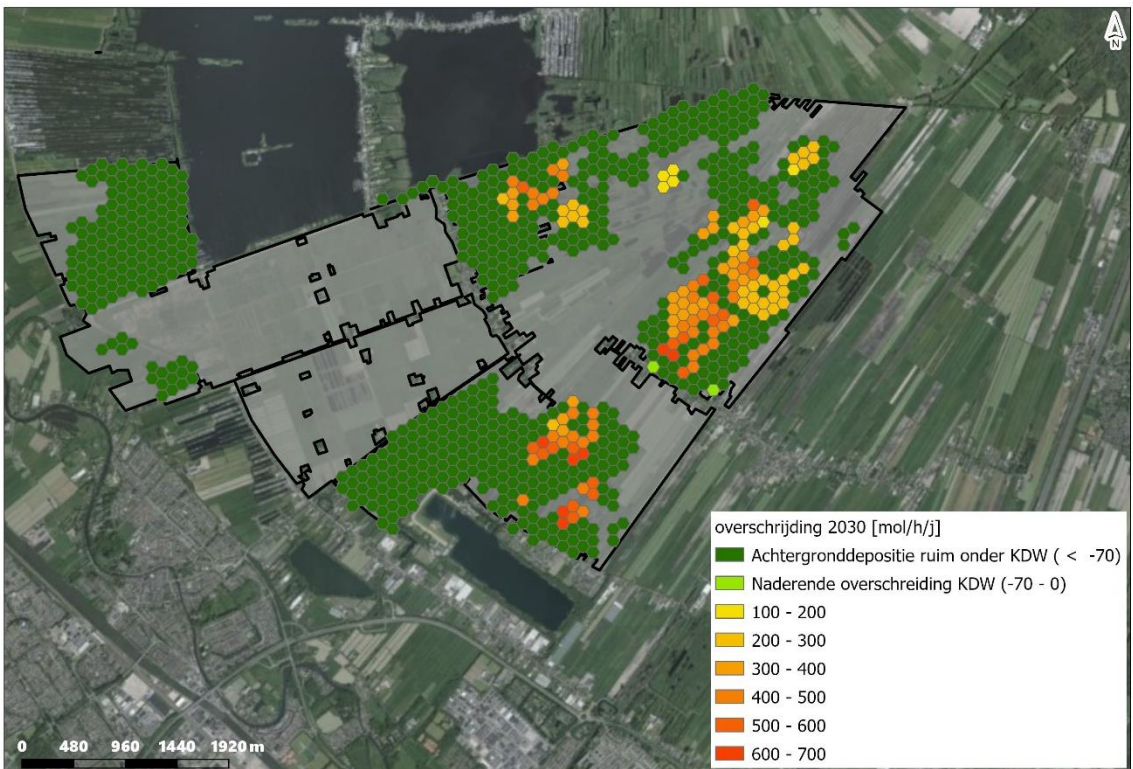 N
overschrijding 2030 [mol/h/j]
Achtergronddepositie ruim onder KDW ( < -70)
Naderende overschreiding KDW (-70 - 0)
100 - 200
200 - 300
300 - 400
400 - 500
500 - 600
600 - 700
0 480 960 1440 1920 m